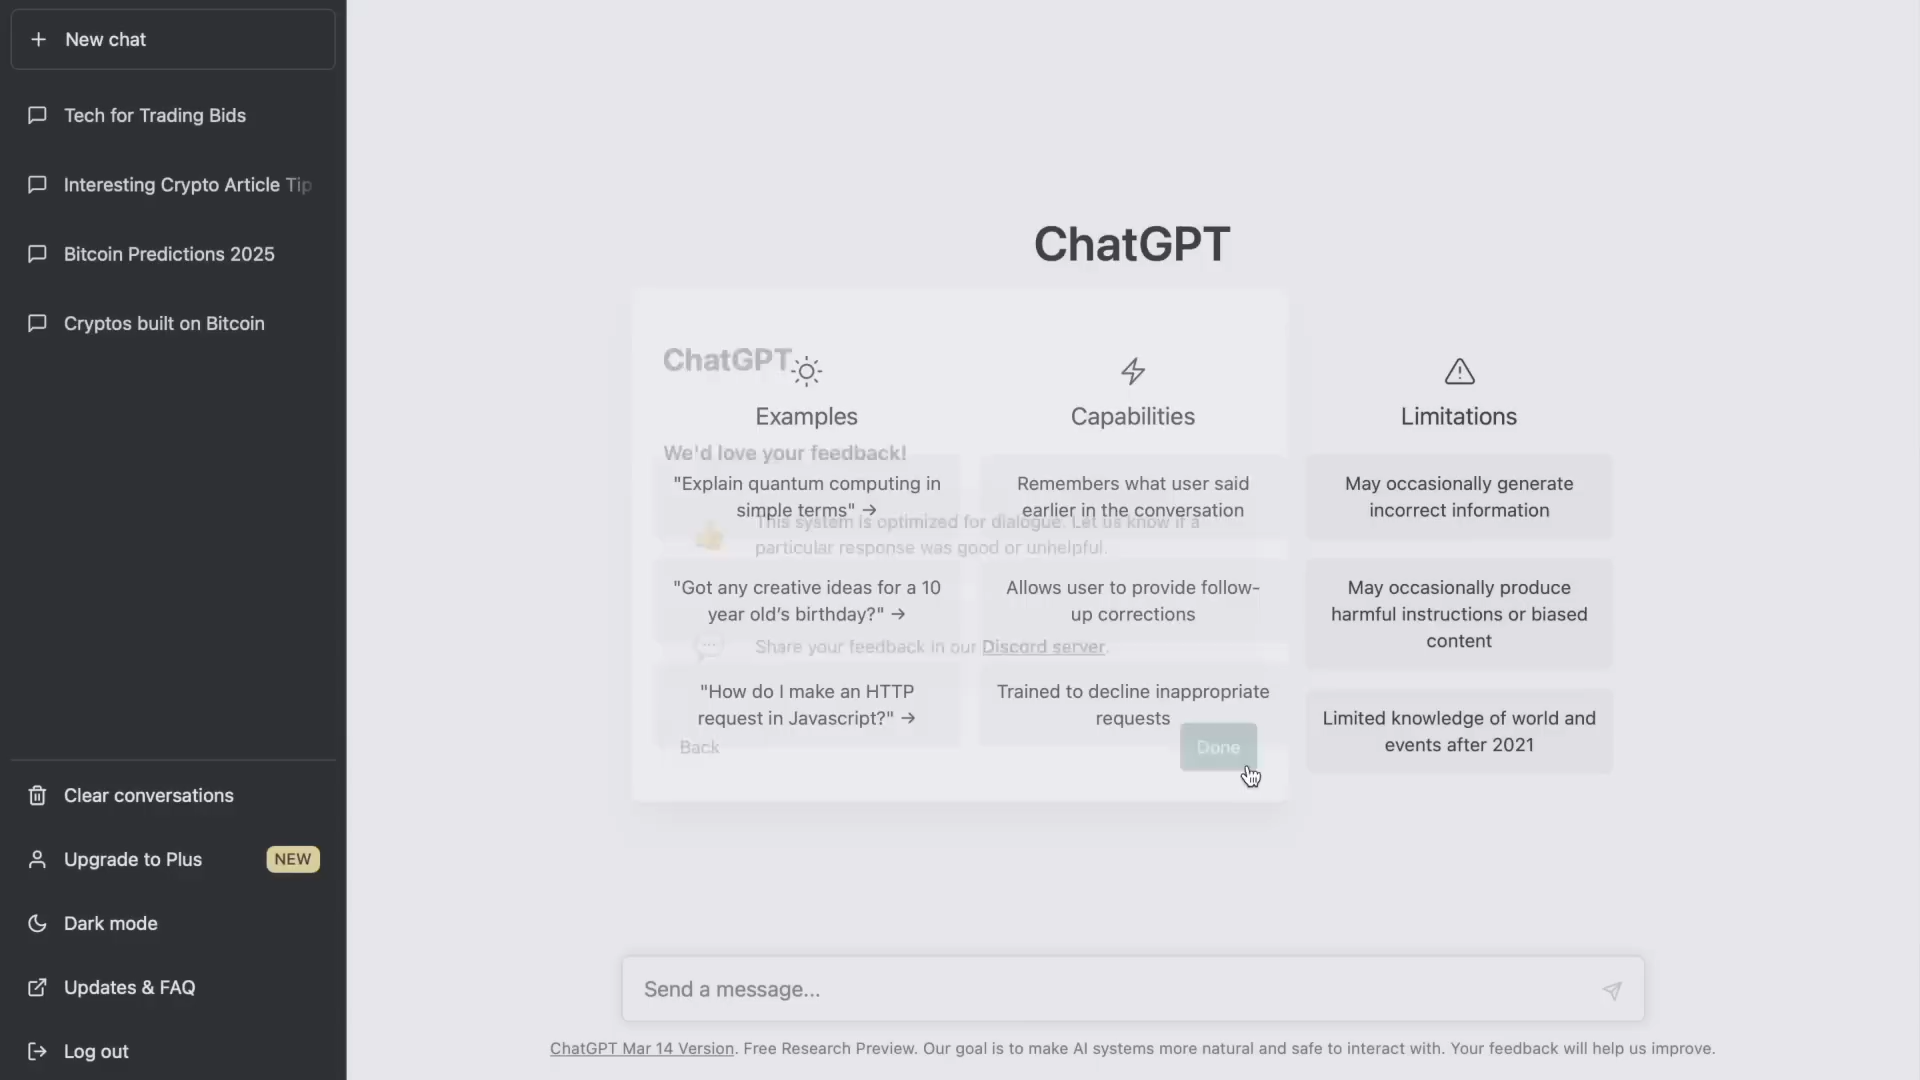 New chat
Tech for Trading Bids
Interesting Crypto Article Tip
Bitcoin Predictions 2025
Cryptos built on Bitcoin
Clear conversations
Upgrade to Plus NEW
Dark mode
Updates & FAQ
Log out
ChatGPT
Examples
"Explain quantum computing in
simple terms" →
"Got any creative ideas for a 10
year old's birthday?" →
"How do I make an HTTP
request in Javascript?" →
Capabilities
Remembers what user said
earlier in the conversation
Allows user to provide follow-
up corrections
Trained to decline inappropriate
requests
Limitations
May occasionally generate
incorrect information
May occasionally produce
harmful instructions or biased
content
Limited knowledge of world and
events after 2021
ChatGPT
We'd love your feedback!
This system is optimized for dialogue. Let us know if a
particular response was good or unhelpful.
Share your feedback in our Discord server.
Back
Done
Send a message...
ChatGPT Mar 14 Version. Free Research Preview. Our goal is to make AI systems more natural and safe to interact with. Your feedback will help us improve.